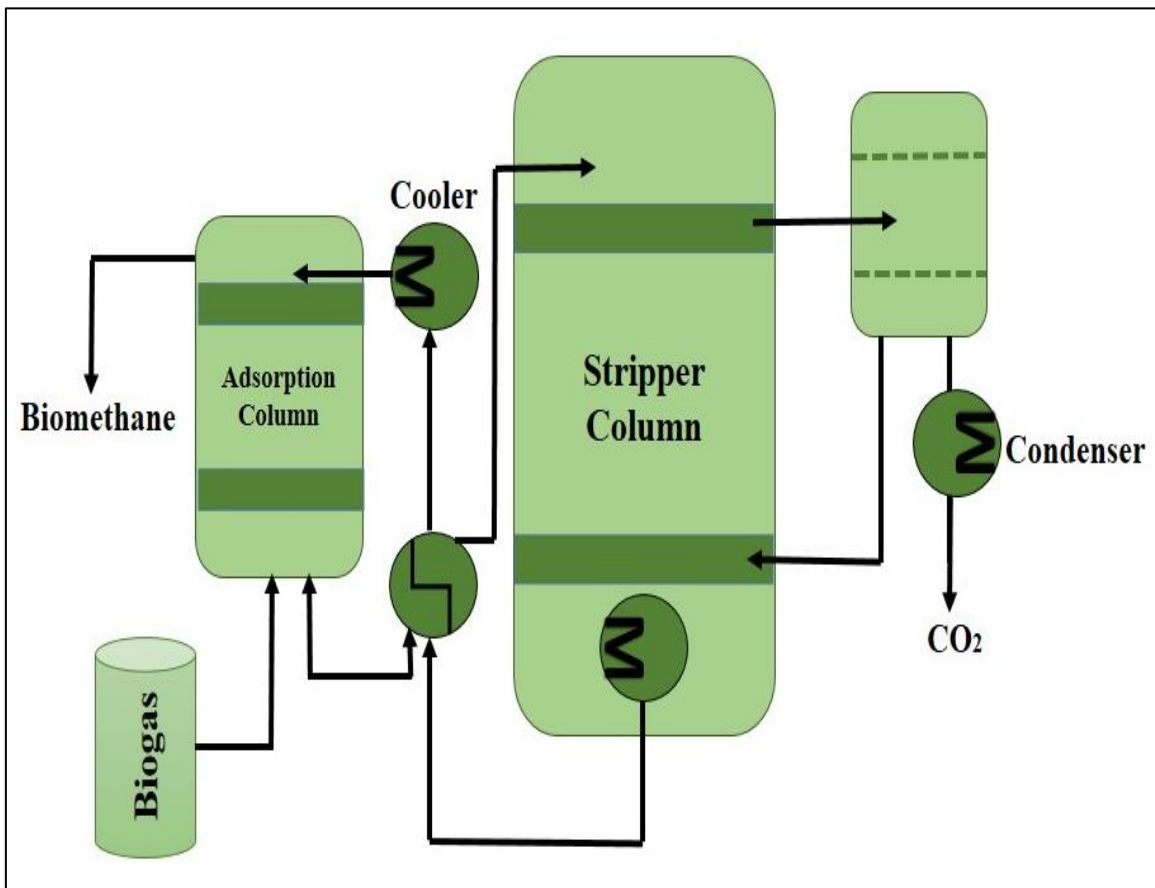 Cooler
Adsorption
Column
Stripper
Column
Biomethane
Condenser
CO₂
Biogas